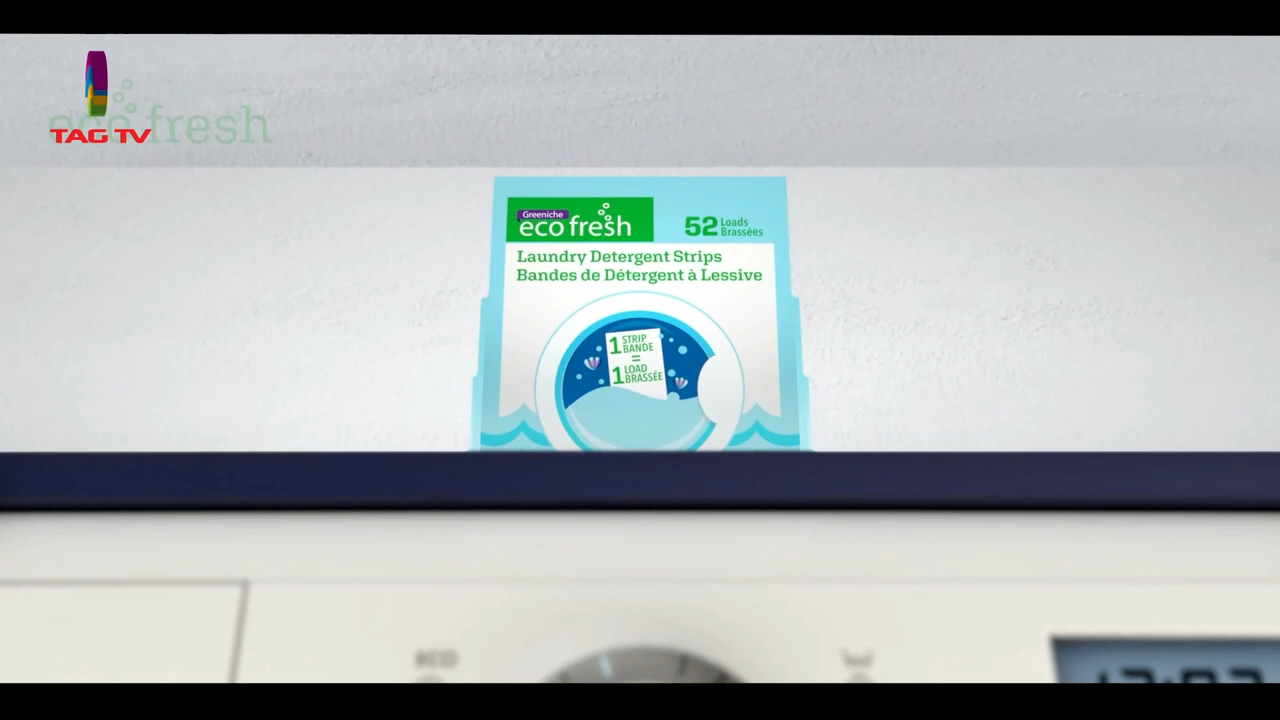 eco fresh
TAG TV
Greeniche
eco fresh
52 Loads
Brassées
Laundry Detergent Strips
Bandes de Détergent à Lessive
1 STRIP
BANDE
=
1 LOAD
BRASSÉE
ECO